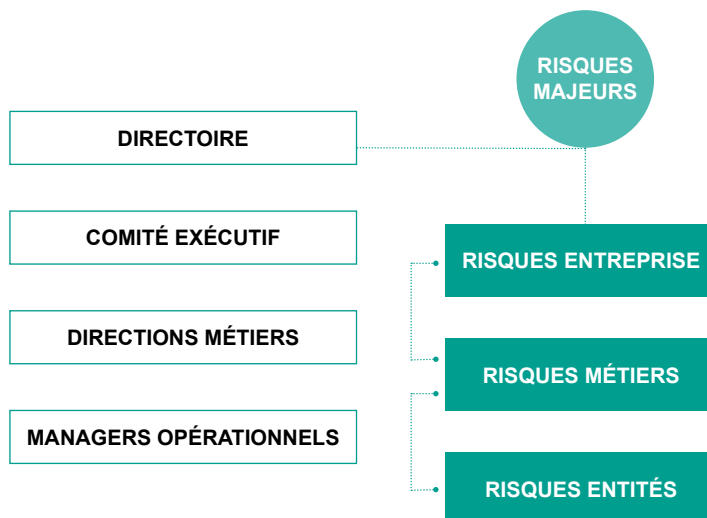 RISQUES
MAJEURS
DIRECTOIRE
COMITÉ EXÉCUTIF
RISQUES ENTREPRISE
DIRECTIONS MÉTIERS
RISQUES MÉTIERS
MANAGERS OPÉRATIONNELS
RISQUES ENTITÉS